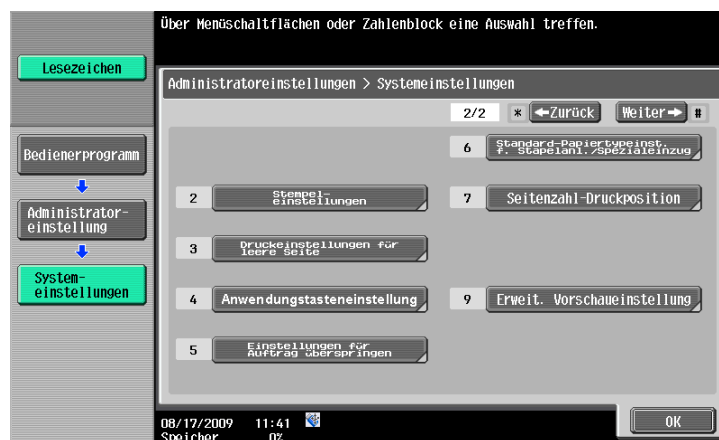 Über Menüschaltflächen oder Zahlenblock eine Auswahl treffen.
Lesezeichen
Administratoreinstellungen > Systemeinstellungen
2/2 * ←Zurück Weiter→ #
Bedienerprogramm
Administrator-
einstellung
System-
einstellungen
6 Standard-Papiertypeinst.
f. Stapelanl./Spezialeinzug
2 Stempel-
einstellungen
7 Seitenzahl-Druckposition
3 Druckeinstellungen für
leere Seite
4 Anwendungstasteneinstellung
9 Erweit. Vorschaueinstellung
5 Einstellungen für
Auftrag überspringen
08/17/2009 11:41
Speicher 0%
OK